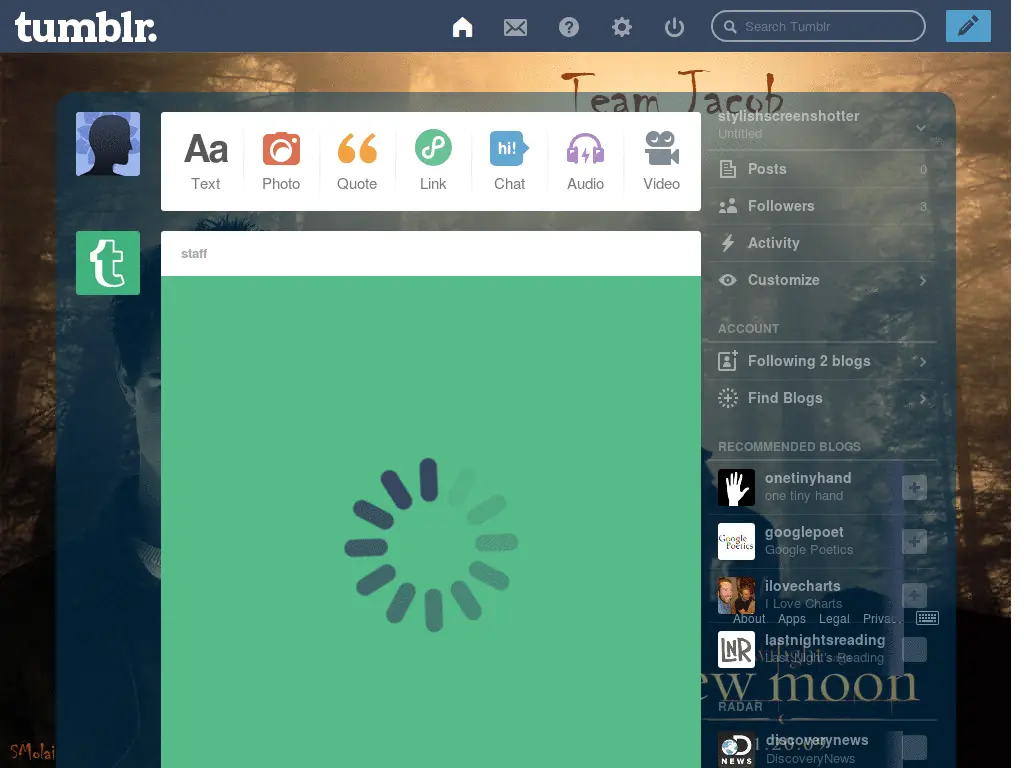 tumblr.
Search Tumblr
Team Jacob
stylishscreenshotter
Untitled
Aa
hi!
Text
Photo
Quote
Link
Chat
Audio
Video
Posts 0
Followers 3
Activity
Customize
t
staff
ACCOUNT
Following 2 blogs
Find Blogs
RECOMMENDED BLOGS
onetinyhand
one tiny hand
Google
Poetics
googlepoet
Google Poetics
ilovecharts
I Love Charts
About Apps Legal Priva
LNR
lastnightsreading
Last Night's Reading
ew moon
RADAR
D
NEWS
discoverynews
DiscoveryNews
SMolai